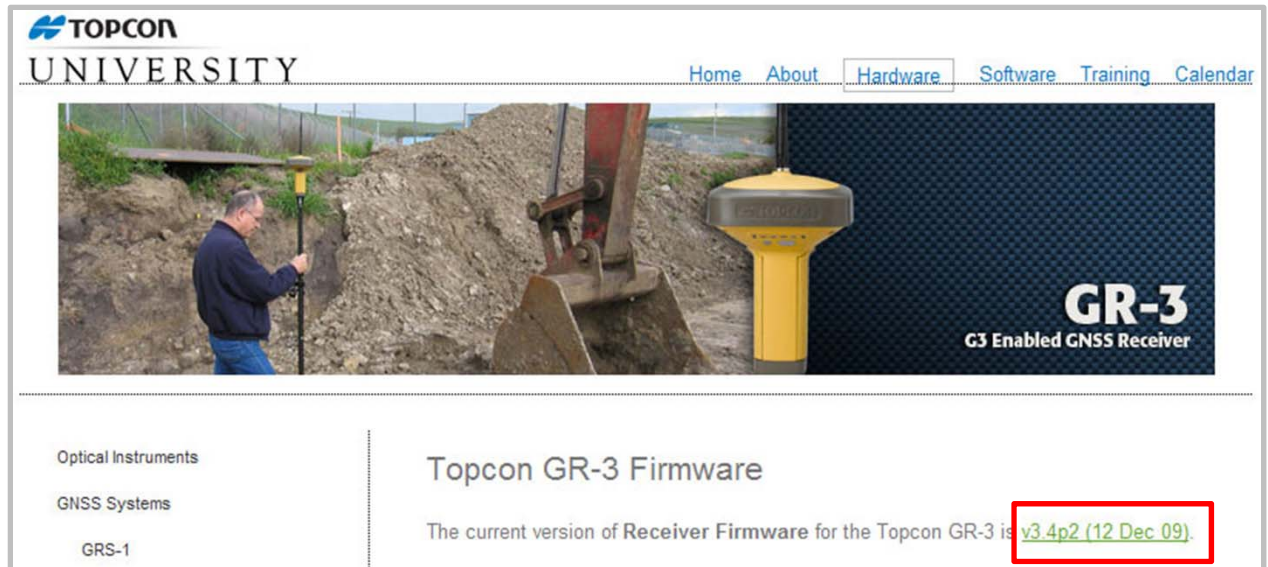 TOPCON
UNIVERSITY
Home About Hardware Software Training Calendar
TOPCON
GR-3
G3 Enabled GNSS Receiver
Optical Instruments
GNSS Systems
GRS-1
Topcon GR-3 Firmware
The current version of Receiver Firmware for the Topcon GR-3 is v3.4p2 (12 Dec 09).